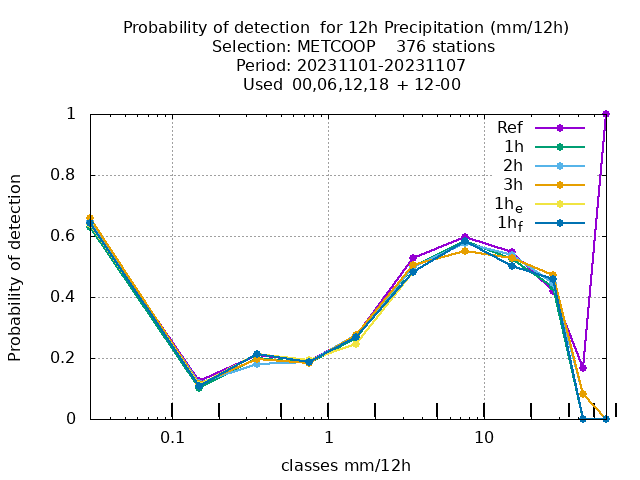 Probability of detection  for 12h Precipitation (mm/12h)
Selection: METCOOP    376 stations
Period: 20231101-20231107
Used  00,06,12,18  + 12-00
Probability of detection
1
0.8
0.6
0.4
0.2
0
Ref
1h
2h
3h
1he
1hf
0.1
1
10
classes mm/12h